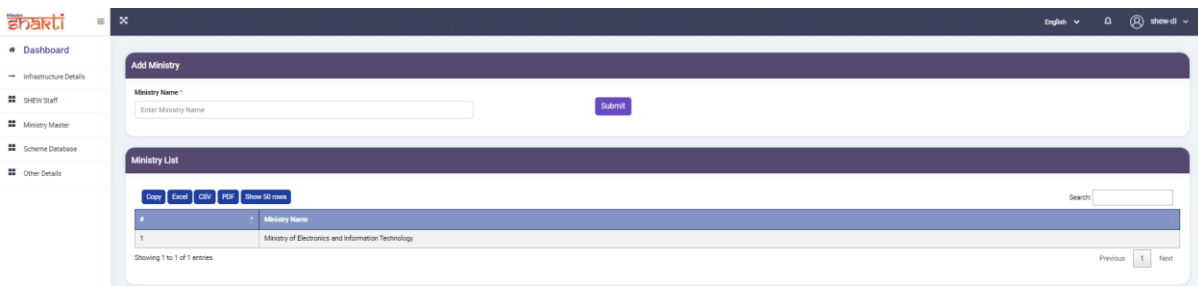 Mission
Shakti
English
shew-dl
Dashboard
Infrastructure Details
SHEW Staff
Ministry Master
Scheme Database
Other Details
Add Ministry
Ministry Name *
Enter Ministry Name
Submit
Ministry List
Copy Excel CSV PDF Show 50 rows
Search:
# Ministry Name
1 Ministry of Electronics and Information Technology
Showing 1 to 1 of 1 entries
Previous 1 Next